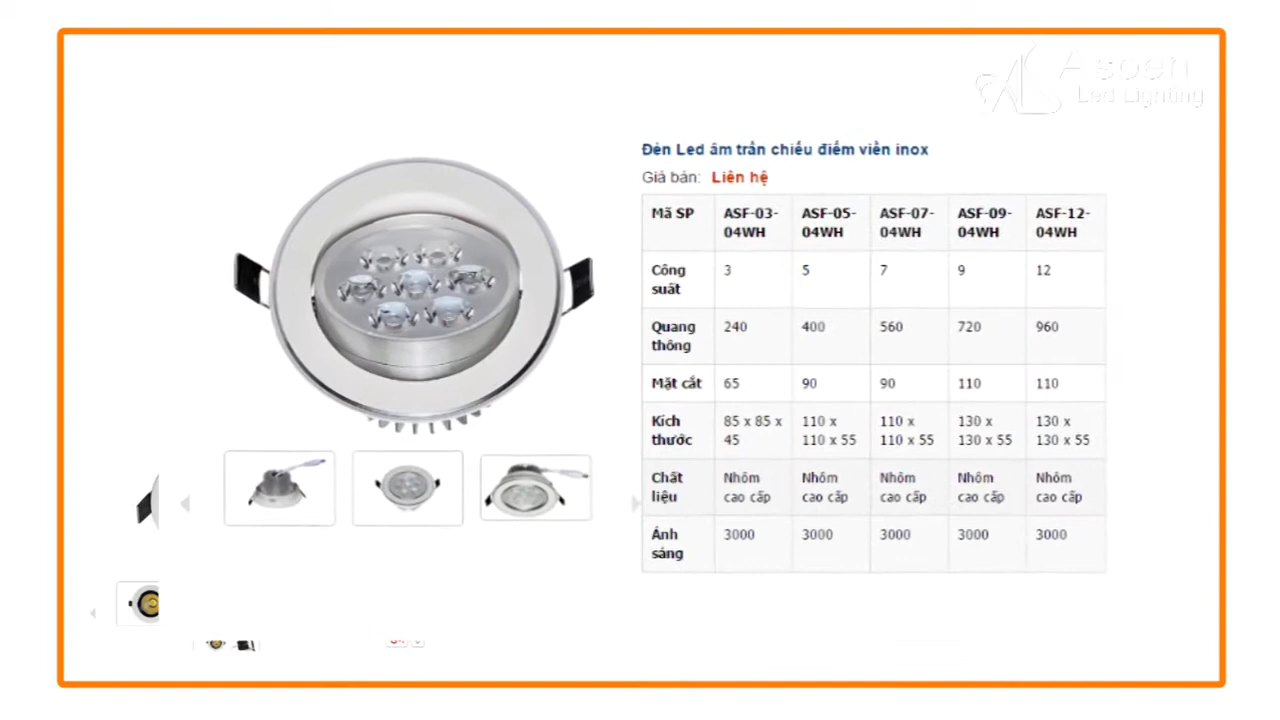 Aspen
Led Lighting
Đèn Led âm trần chiếu điểm viền inox
Giá bán: Liên hệ
Mã SP ASF-03-04WH ASF-05-04WH ASF-07-04WH ASF-09-04WH ASF-12-04WH
Công suất 3 5 7 9 12
Quang thông 240 400 560 720 960
Mặt cắt 65 90 90 110 110
Kích thước 85 x 85 x 45 110 x 110 x 55 110 x 110 x 55 130 x 130 x 55 130 x 130 x 55
Chất liệu Nhôm cao cấp Nhôm cao cấp Nhôm cao cấp Nhôm cao cấp Nhôm cao cấp
Ánh sáng 3000 3000 3000 3000 3000